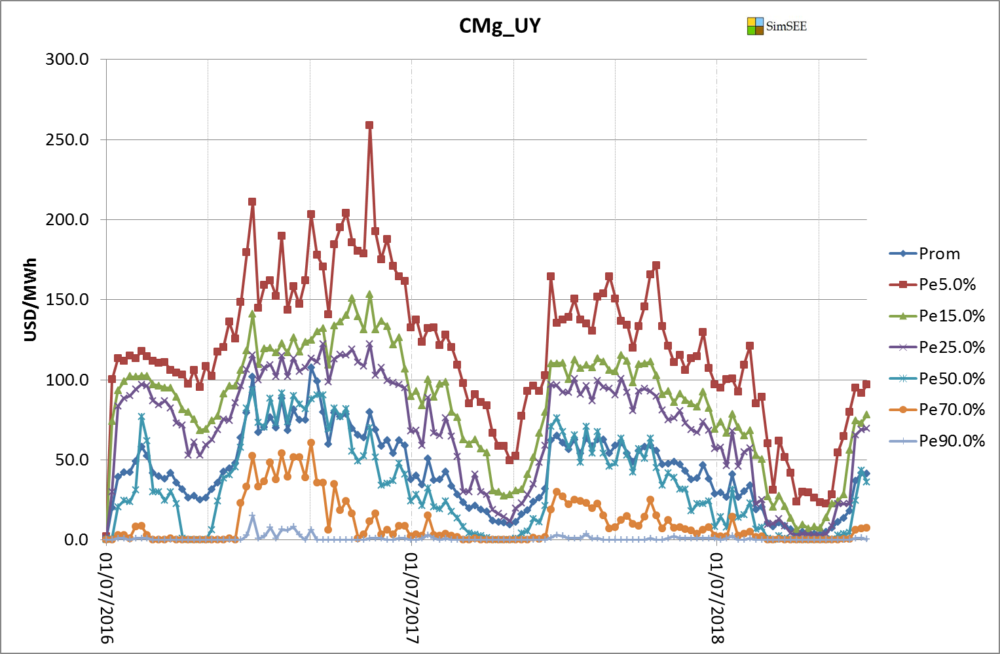 CMg_UY
SimSEE
300.0
250.0
200.0
150.0
100.0
50.0
0.0
USD/MWh
01/07/2016
01/07/2017
01/07/2018
Prom
Pe5.0%
Pe15.0%
Pe25.0%
Pe50.0%
Pe70.0%
Pe90.0%